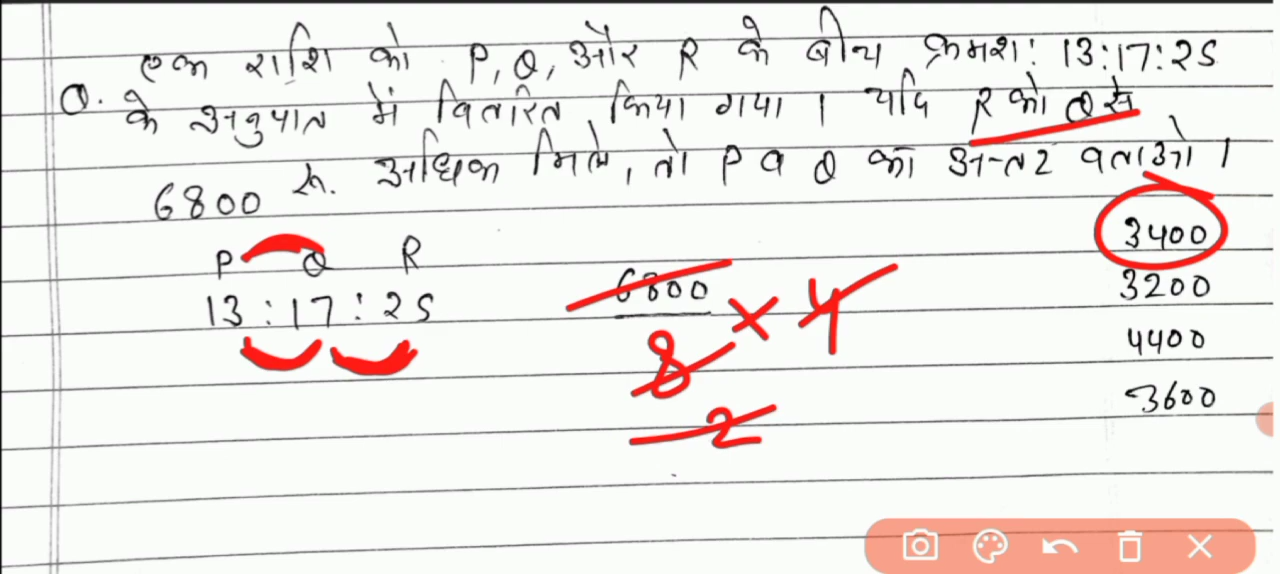 एक राशि को P, Q, और R के बीच क्रमश: 13:17:25
Q. के अनुपात में वितरित किया गया । यदि R को Q से
6800 रू. अधिक मिले, तो P व Q का अन्तर बताओ ।
P Q R
13 : 17 : 25
6800
8 × 4
2
3400
3200
4400
3600